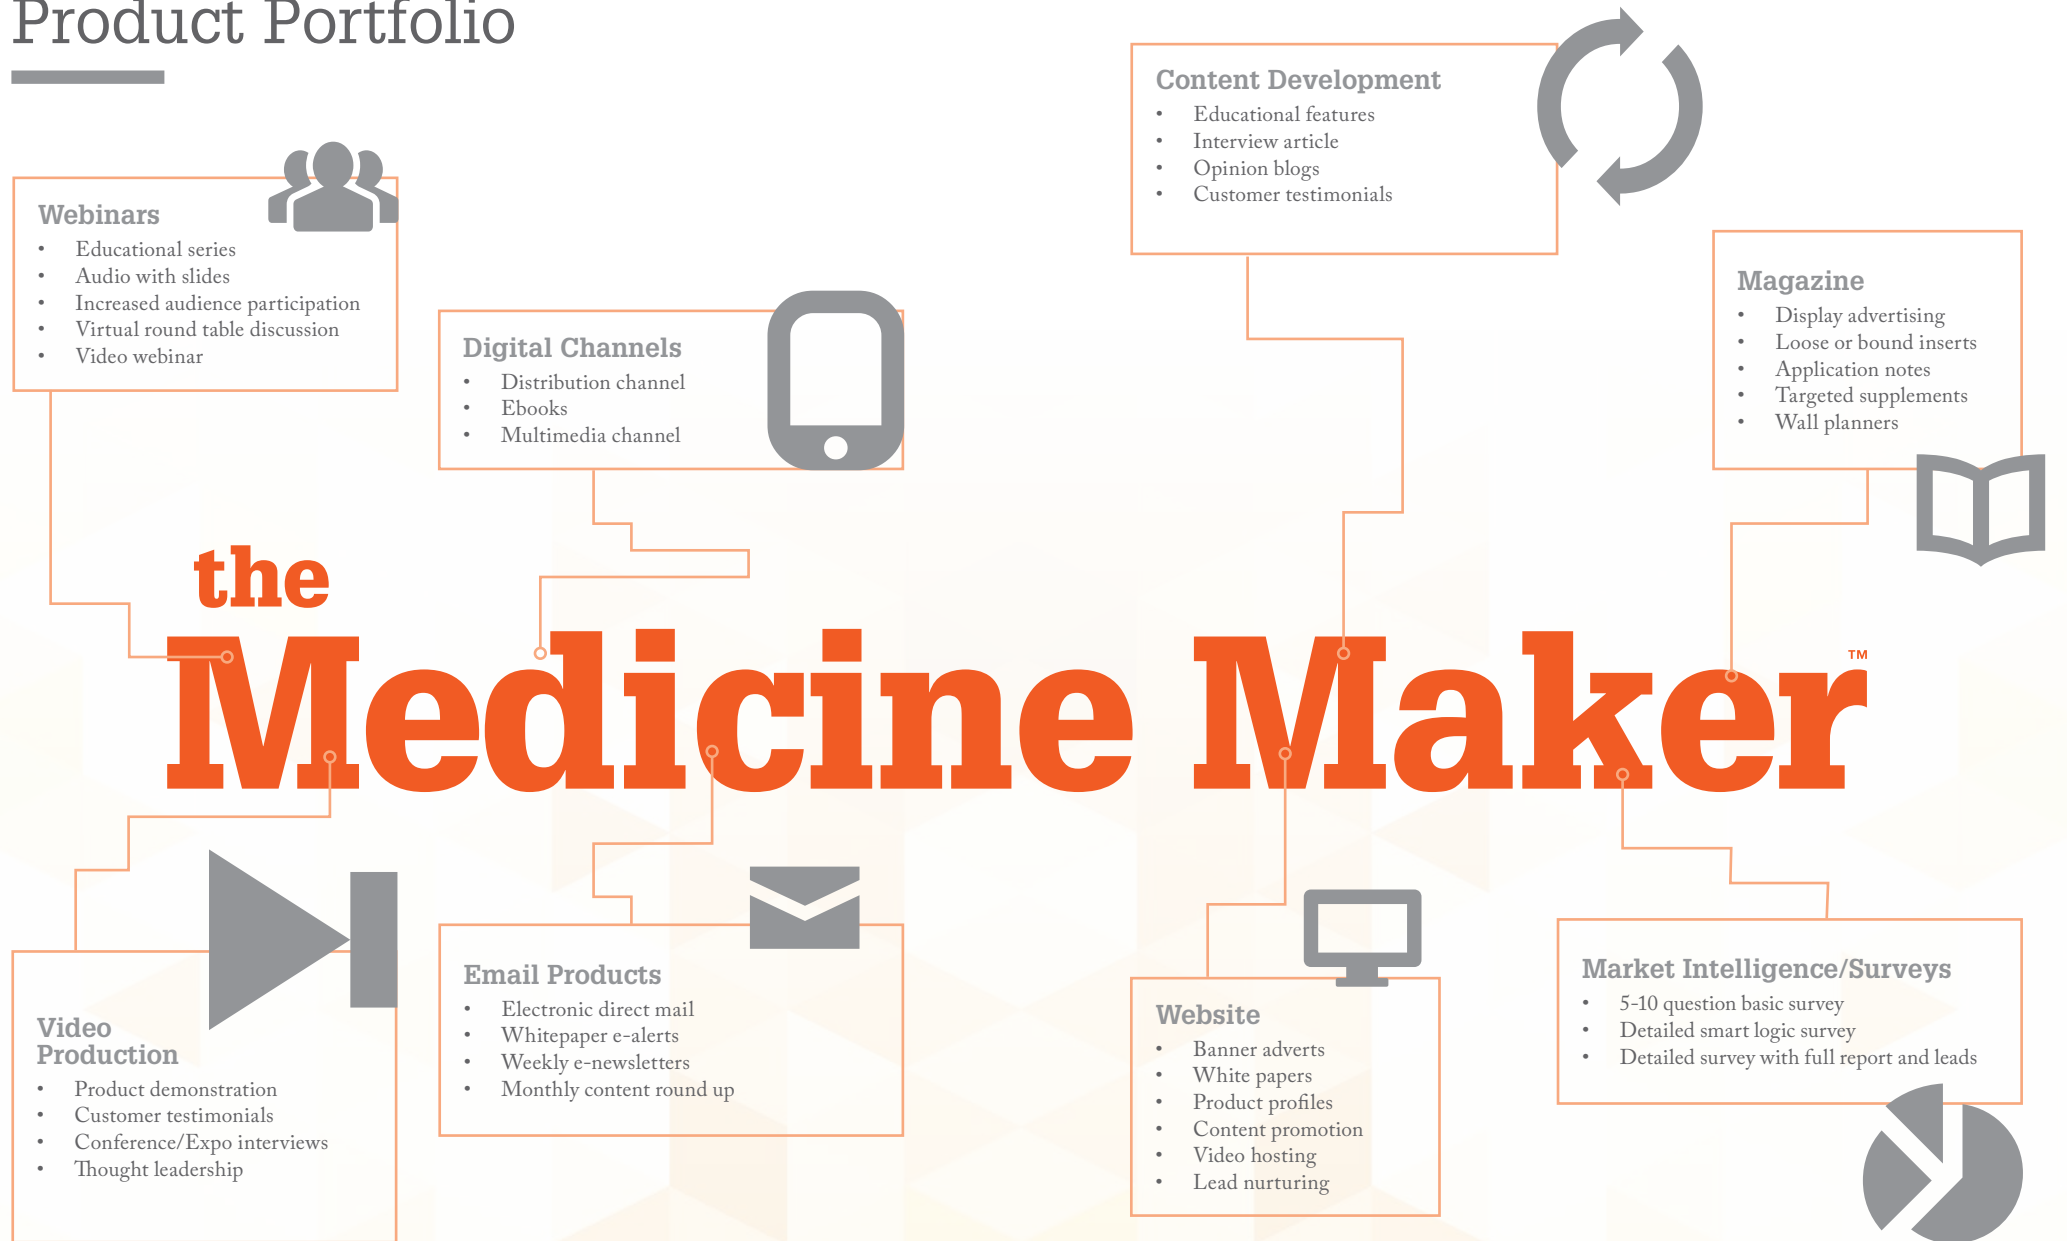 Product Portfolio
Webinars
• Educational series
• Audio with slides
• Increased audience participation
• Virtual round table discussion
• Video webinar
Digital Channels
• Distribution channel
• Ebooks
• Multimedia channel
Content Development
• Educational features
• Interview article
• Opinion blogs
• Customer testimonials
Magazine
• Display advertising
• Loose or bound inserts
• Application notes
• Targeted supplements
• Wall planners
the
Medicine Maker™
Video
Production
• Product demonstration
• Customer testimonials
• Conference/Expo interviews
• Thought leadership
Email Products
• Electronic direct mail
• Whitepaper e-alerts
• Weekly e-newsletters
• Monthly content round up
Website
• Banner adverts
• White papers
• Product profiles
• Content promotion
• Video hosting
• Lead nurturing
Market Intelligence/Surveys
• 5-10 question basic survey
• Detailed smart logic survey
• Detailed survey with full report and leads